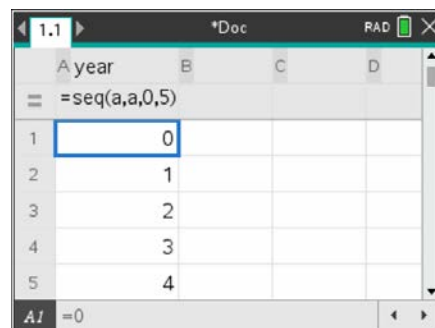 1.1 *Doc RAD
A year B C D
= =seq(a,a,0,5)
1 0
2 1
3 2
4 3
5 4
A1 =0